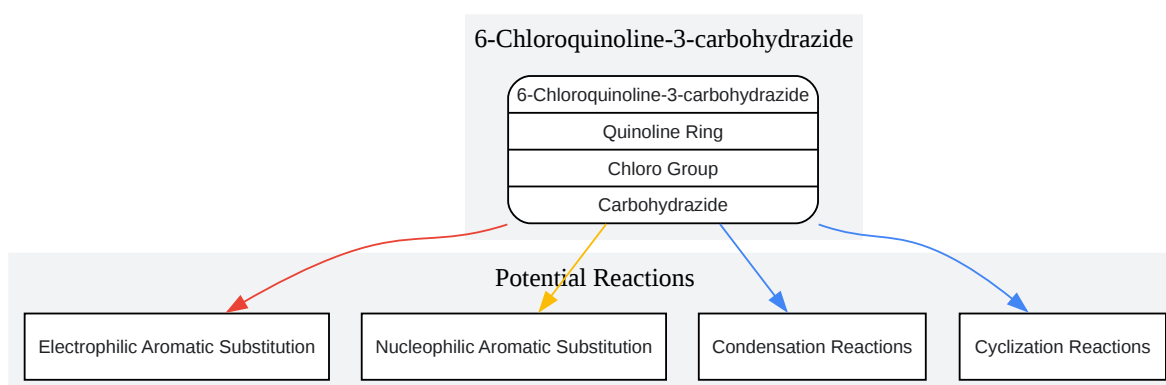 6-Chloroquinoline-3-carbohydrazide
6-Chloroquinoline-3-carbohydrazide
Quinoline Ring
Chloro Group
Carbohydrazide
Potential Reactions
Electrophilic Aromatic Substitution
Nucleophilic Aromatic Substitution
Condensation Reactions
Cyclization Reactions